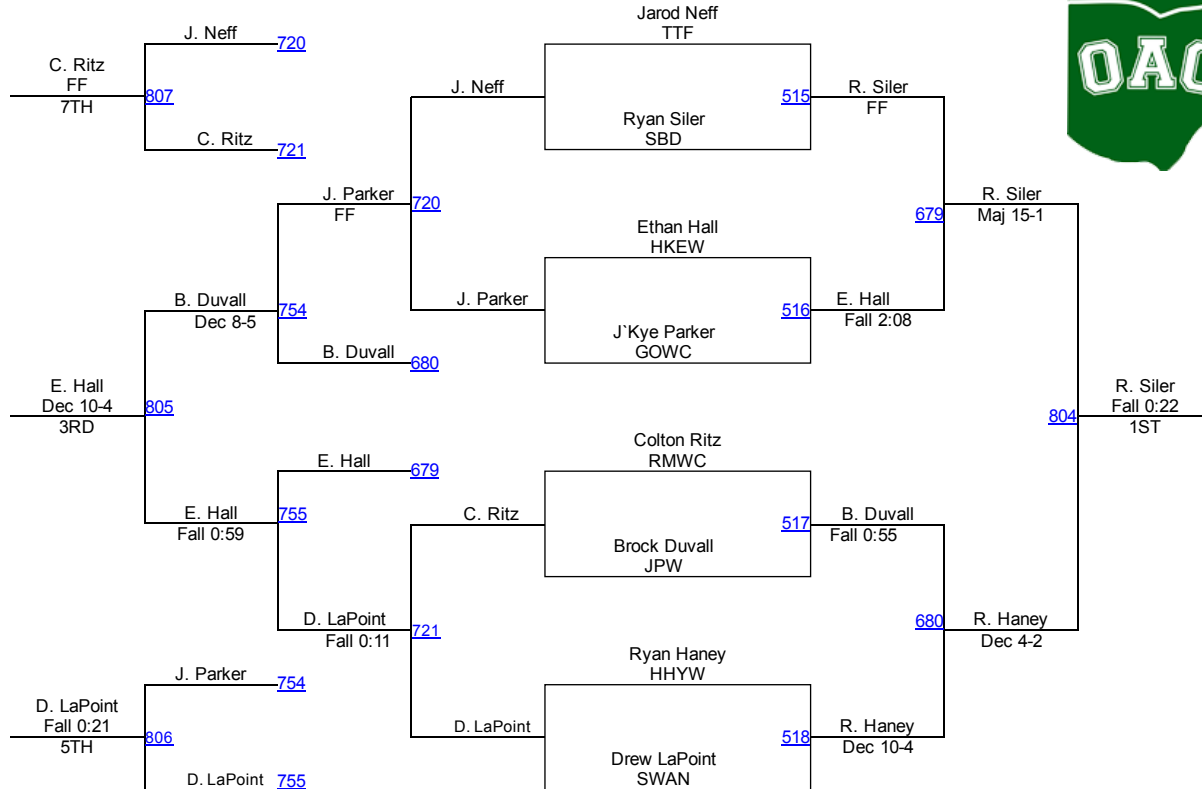 Jarod Neff
TTF
J. Neff 720
C. Ritz
FF
7TH
807
C. Ritz 721
J. Neff
515
R. Siler
FF
Ryan Siler
SBD
J. Parker
FF
720
679
R. Siler
Maj 15-1
Ethan Hall
HKEW
B. Duvall
Dec 8-5
754
J. Parker
516
E. Hall
Fall 2:08
J`Kye Parker
GOWC
B. Duvall 680
E. Hall
Dec 10-4
3RD
805
804
R. Siler
Fall 0:22
1ST
Colton Ritz
RMWC
E. Hall 679
E. Hall
Fall 0:59
755
C. Ritz
517
B. Duvall
Fall 0:55
Brock Duvall
JPW
D. LaPoint
Fall 0:11
721
680
R. Haney
Dec 4-2
Ryan Haney
HHYW
J. Parker 754
D. LaPoint
Fall 0:21
5TH
806
D. LaPoint
518
R. Haney
Dec 10-4
Drew LaPoint
SWAN
D. LaPoint 755